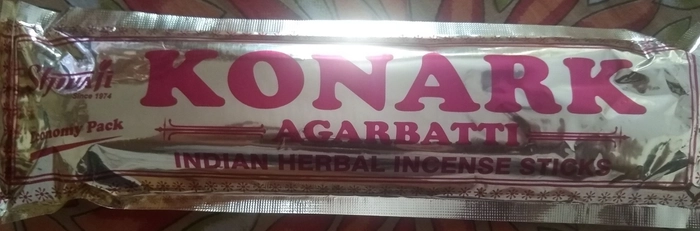 Since 1974
KONARK
Economy Pack
AGARBATTI
INDIAN HERBAL INCENSE STICKS